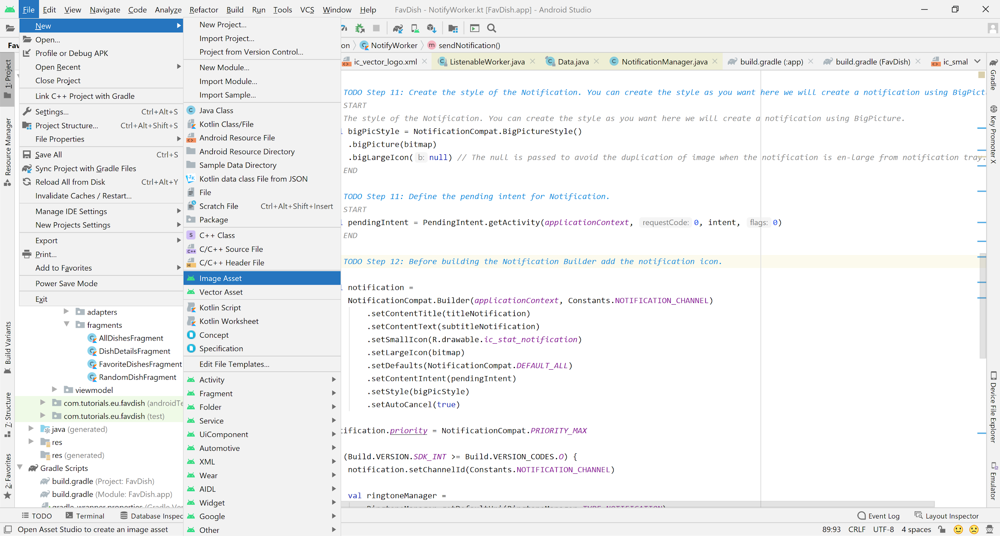 File Edit View Navigate Code Analyze Refactor Build Run Tools VCS Window Help FavDish - NotifyWorker.kt [FavDish.app] - Android Studio
New
Open...
Profile or Debug APK
Open Recent
Close Project
Link C++ Project with Gradle
Settings... Ctrl+Alt+S
Project Structure... Ctrl+Alt+Shift+S
File Properties
Save All Ctrl+S
Sync Project with Gradle Files
Reload All from Disk Ctrl+Alt+Y
Invalidate Caches / Restart...
Manage IDE Settings
New Projects Settings
Export
Print...
Add to Favorites
Power Save Mode
Exit
New Project...
Import Project...
Project from Version Control...
New Module...
Import Module...
Import Sample...
Java Class
Kotlin Class/File
Android Resource File
Android Resource Directory
Sample Data Directory
Kotlin data class File from JSON
File
Scratch File Ctrl+Alt+Shift+Insert
Package
C++ Class
C/C++ Source File
C/C++ Header File
Image Asset
Vector Asset
Kotlin Script
Kotlin Worksheet
Concept
Specification
Edit File Templates...
Activity
Fragment
Folder
Service
UiComponent
Automotive
XML
Wear
AIDL
Widget
Google
Other
Fav
on NotifyWorker sendNotification()
ic_vector_logo.xml ListenableWorker.java Data.java NotificationManager.java build.gradle (:app) build.gradle (FavDish) ic_smal
TODO Step 11: Create the style of the Notification. You can create the style as you want here we will create a notification using BigPict
START
The style of the Notification. You can create the style as you want here we will create a notification using BigPicture.
l bigPicStyle = NotificationCompat.BigPictureStyle()
.bigPicture(bitmap)
.bigLargeIcon( b: null) // The null is passed to avoid the duplication of image when the notification is en-large from notification tray.
END
TODO Step 11: Define the pending intent for Notification.
START
l pendingIntent = PendingIntent.getActivity(applicationContext, requestCode: 0, intent, flags: 0)
END
TODO Step 12: Before building the Notification Builder add the notification icon.
l notification =
NotificationCompat.Builder(applicationContext, Constants.NOTIFICATION_CHANNEL)
.setContentTitle(titleNotification)
.setContentText(subtitleNotification)
.setSmallIcon(R.drawable.ic_stat_notification)
.setLargeIcon(bitmap)
.setDefaults(NotificationCompat.DEFAULT_ALL)
.setContentIntent(pendingIntent)
.setStyle(bigPicStyle)
.setAutoCancel(true)
tification.priority = NotificationCompat.PRIORITY_MAX
(Build.VERSION.SDK_INT >= Build.VERSION_CODES.O) {
notification.setChannelId(Constants.NOTIFICATION_CHANNEL)
val ringtoneManager =
RingtoneManager.getDefaultUri(RingtoneManager.TYPE_NOTIFICATION)
adapters
fragments
AllDishesFragment
DishDetailsFragment
FavoriteDishesFragment
RandomDishFragment
viewmodel
com.tutorials.eu.favdish (androidTe
com.tutorials.eu.favdish (test)
java (generated)
res
res (generated)
Gradle Scripts
build.gradle (Project: FavDish)
build.gradle (Module: FavDish.app)
gradle-wrapper.properties (Gradle Ver
1: Project
Resource Manager
Build Variants
7: Structure
2: Favorites
Gradle
Key Promoter X
Device File Explorer
Emulator
TODO Terminal Database Inspec Event Log Layout Inspector
Open Asset Studio to create an image asset 89:93 CRLF UTF-8 4 spaces